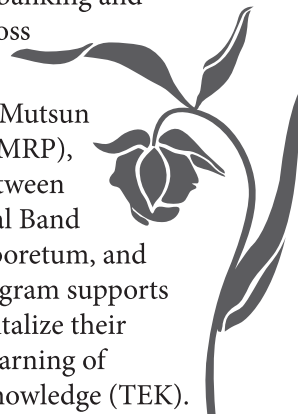 banking and
oss
Mutsun
MRP),
tween
al Band
boretum, and
gram supports
talize their
arning of
nowledge (TEK).